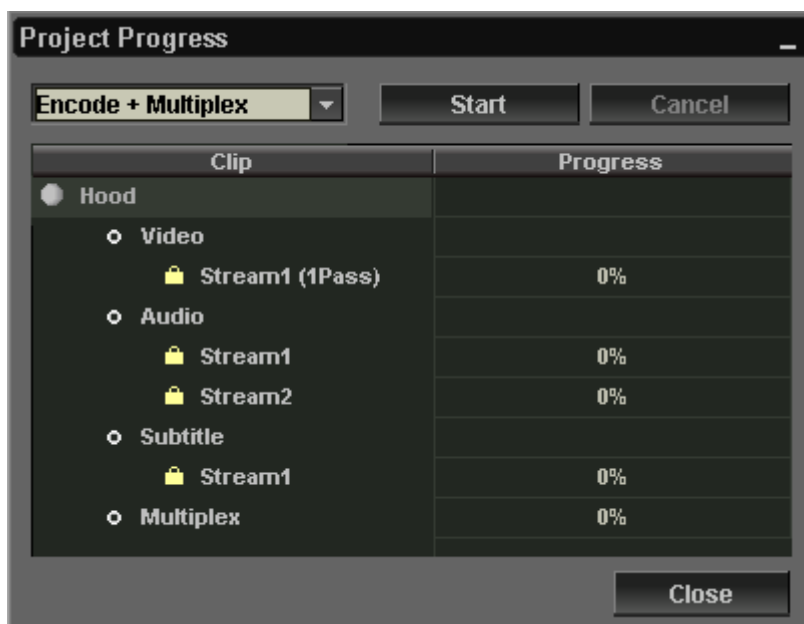 Project Progress
Encode + Multiplex Start Cancel
Clip Progress
Hood
Video
Stream1 (1Pass) 0%
Audio
Stream1 0%
Stream2 0%
Subtitle
Stream1 0%
Multiplex 0%
Close